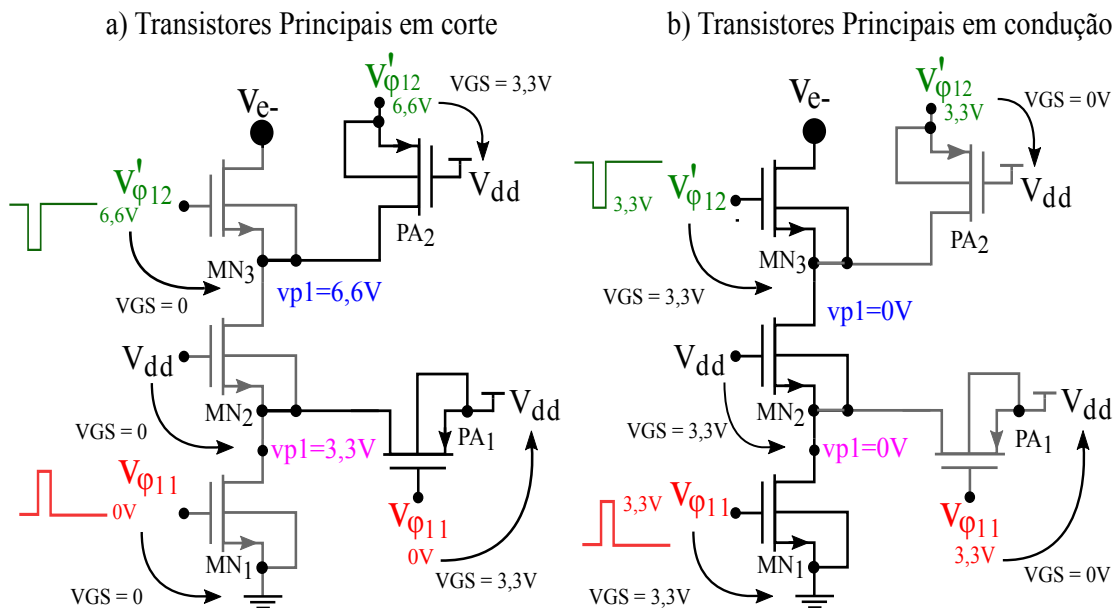 a) Transistores Principais em corte
V'φ12
6,6V
VGS = 3,3V
Ve-
V'φ12
6,6V
Vdd
PA2
MN3
VGS = 0
vp1=6,6V
Vdd
MN2
VGS = 0
vp1=3,3V
PA1
Vdd
Vφ11
0V
Vφ11
0V
MN1
VGS = 0
VGS = 3,3V
b) Transistores Principais em condução
V'φ12
3,3V
VGS = 0V
Ve-
3,3V
V'φ12
Vdd
PA2
MN3
VGS = 3,3V
vp1=0V
Vdd
MN2
VGS = 3,3V
vp1=0V
PA1
Vdd
3,3V
Vφ11
Vφ11
3,3V
MN1
VGS = 3,3V
VGS = 0V